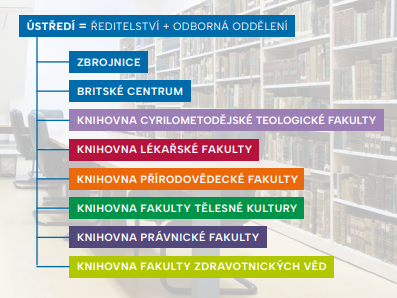 ÚSTŘEDÍ = ŘEDITELSTVÍ + ODBORNÁ ODDĚLENÍ
ZBROJNICE
BRITSKÉ CENTRUM
KNIHOVNA CYRILOMETODĚJSKÉ TEOLOGICKÉ FAKULTY
KNIHOVNA LÉKAŘSKÉ FAKULTY
KNIHOVNA PŘÍRODOVĚDECKÉ FAKULTY
KNIHOVNA FAKULTY TĚLESNÉ KULTURY
KNIHOVNA PRÁVNICKÉ FAKULTY
KNIHOVNA FAKULTY ZDRAVOTNICKÝCH VĚD